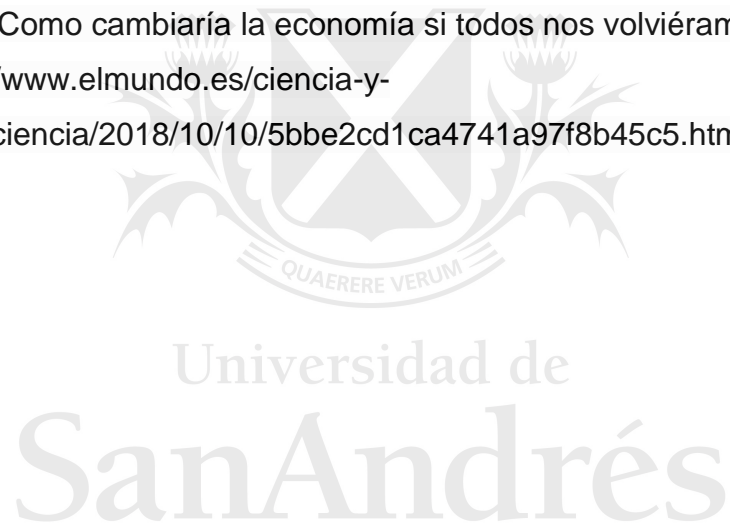 Como cambiaría la economía si todos nos volviéram
/www.elmundo.es/ciencia-y-
ciencia/2018/10/10/5bbe2cd1ca4741a97f8b45c5.htm
QUAERERE VERUM
Universidad de
SanAndrés